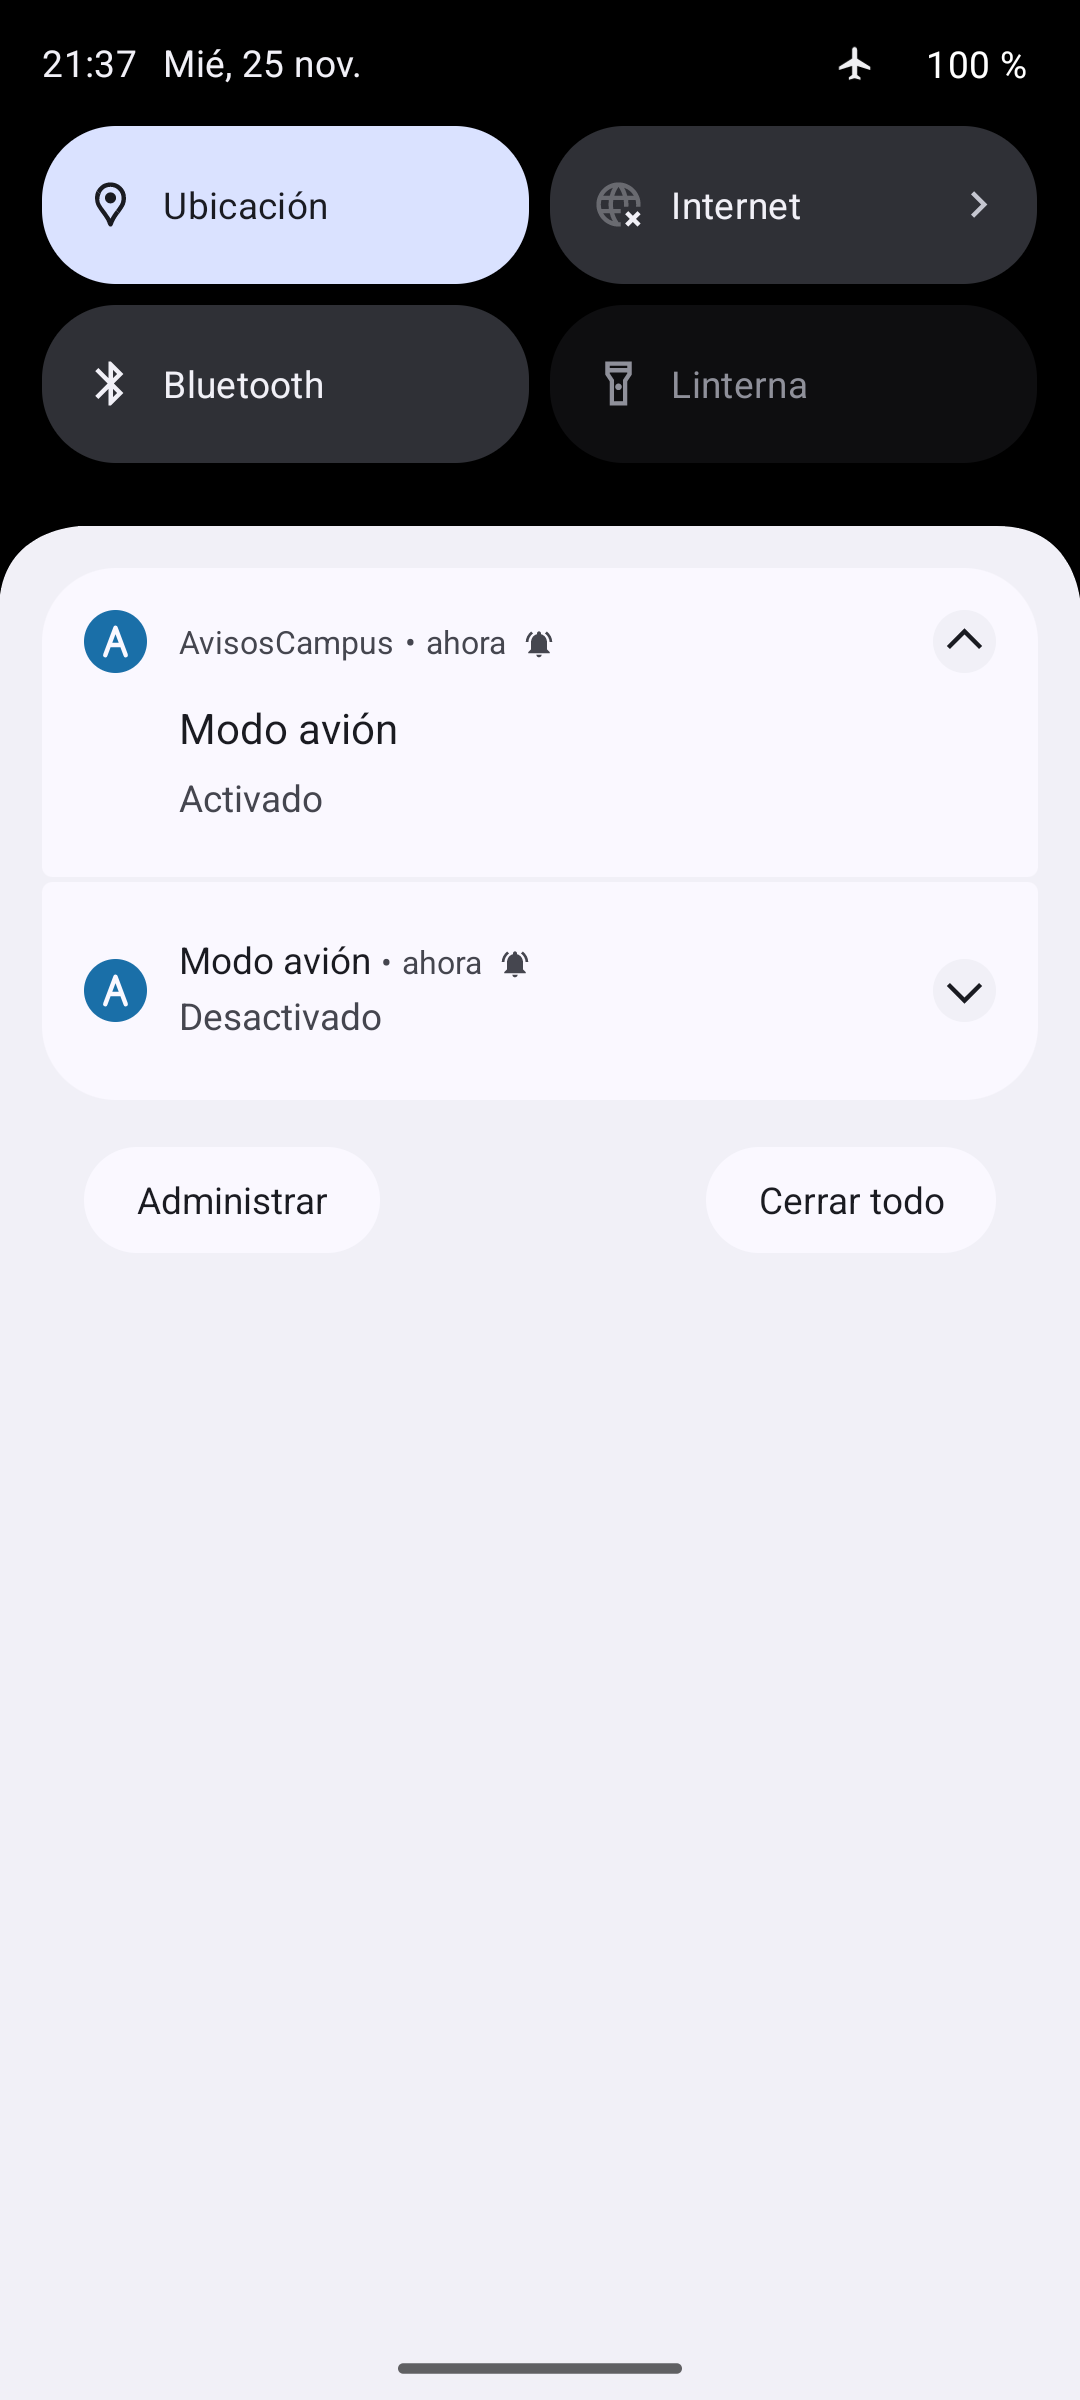 21:37 Mié, 25 nov. 100 %
Ubicación
Internet
Bluetooth
Linterna
A AvisosCampus • ahora
Modo avión
Activado
A Modo avión • ahora
Desactivado
Administrar
Cerrar todo